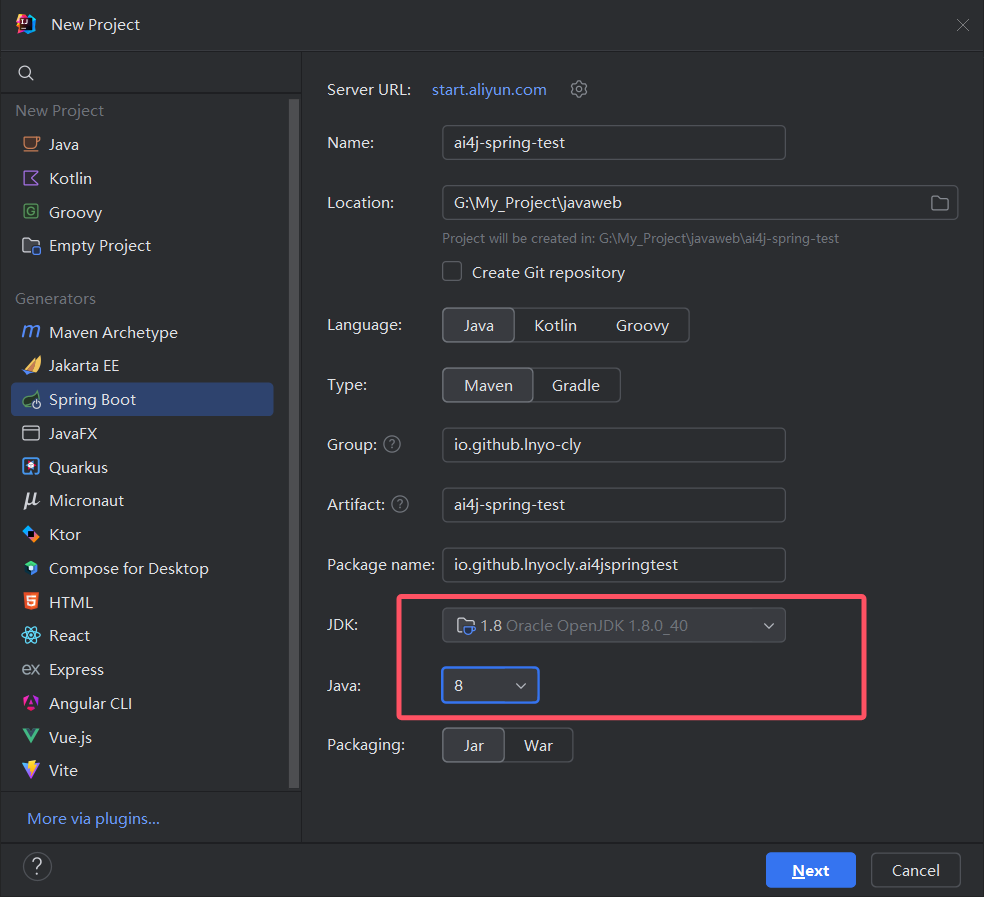 New Project
New Project
Java
Kotlin
Groovy
Empty Project
Generators
Maven Archetype
Jakarta EE
Spring Boot
JavaFX
Quarkus
Micronaut
Ktor
Compose for Desktop
HTML
React
Express
Angular CLI
Vue.js
Vite
More via plugins...
Server URL: start.aliyun.com
Name: ai4j-spring-test
Location: G:\My_Project\javaweb
Project will be created in: G:\My_Project\javaweb\ai4j-spring-test
Create Git repository
Language: Java Kotlin Groovy
Type: Maven Gradle
Group: ? io.github.lnyo-cly
Artifact: ? ai4j-spring-test
Package name: io.github.lnyocly.ai4jspringtest
JDK: 1.8 Oracle OpenJDK 1.8.0_40
Java: 8
Packaging: Jar War
? Next Cancel